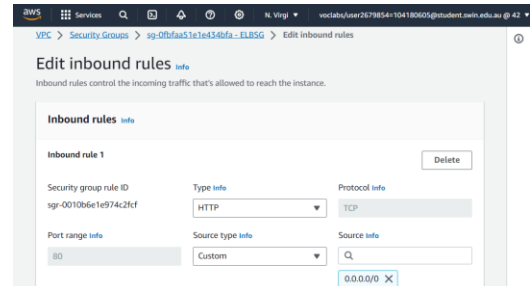 aws Services N. Virgi ▼ voclabs/user2679854=104180605@student.swin.edu.au @ 42 ▼
VPC > Security Groups > sg-0fbfaa51e1e434bfa - ELBSG > Edit inbound rules
Edit inbound rules Info
Inbound rules control the incoming traffic that's allowed to reach the instance.
Inbound rules Info
Inbound rule 1 Delete
Security group rule ID Type Info Protocol Info
sgr-0010b6e1e974c2fcf HTTP TCP
Port range Info Source type Info Source Info
80 Custom
0.0.0.0/0 X